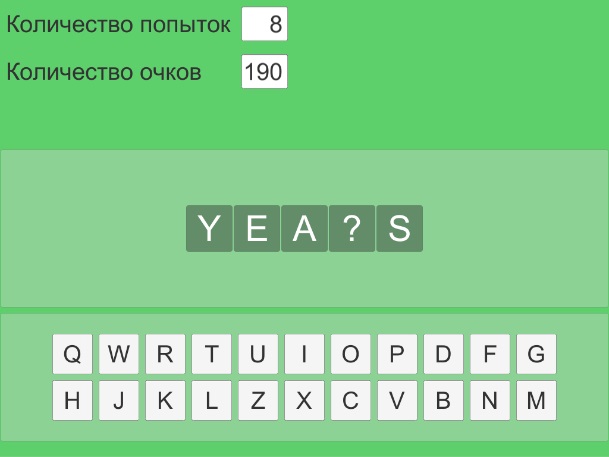 Количество попыток 8
Количество очков 190
Y E A ? S
Q W R T U I O P D F G
H J K L Z X C V B N M